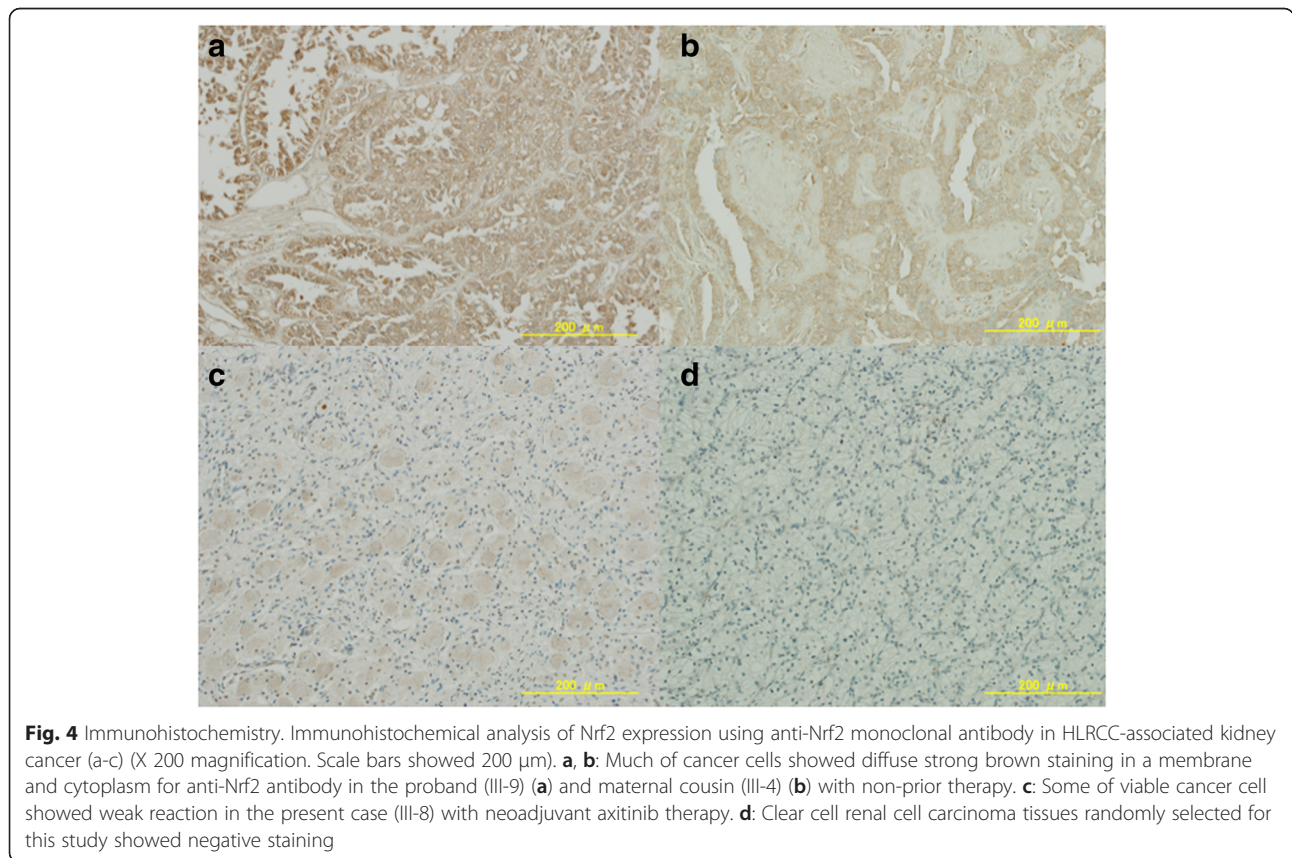 a
b
200 μm
200 μm
c
d
200 μm
200 μm
Fig. 4 Immunohistochemistry. Immunohistochemical analysis of Nrf2 expression using anti-Nrf2 monoclonal antibody in HLRCC-associated kidney
cancer (a-c) (X 200 magnification. Scale bars showed 200 μm). a, b: Much of cancer cells showed diffuse strong brown staining in a membrane
and cytoplasm for anti-Nrf2 antibody in the proband (III-9) (a) and maternal cousin (III-4) (b) with non-prior therapy. c: Some of viable cancer cell
showed weak reaction in the present case (III-8) with neoadjuvant axitinib therapy. d: Clear cell renal cell carcinoma tissues randomly selected for
this study showed negative staining